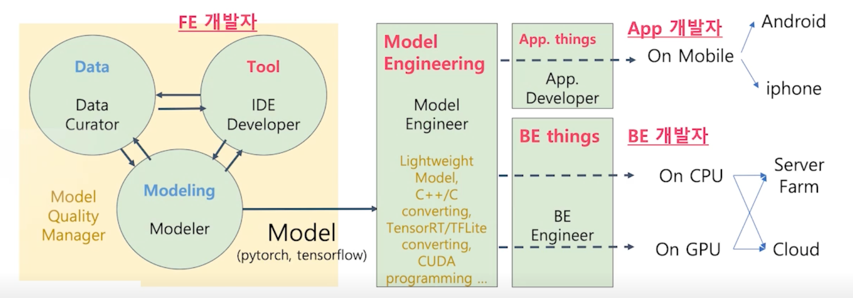 FE 개발자
Data
Data
Curator
Tool
IDE
Developer
Modeling
Modeler
Model
Quality
Manager
Model
(pytorch, tensorflow)
Model
Engineering
Model
Engineer
Lightweight
Model,
C++/C
converting,
TensorRT/TFLite
converting,
CUDA
programming ...
App. things
App.
Developer
BE things
BE
Engineer
App 개발자
On Mobile
Android
iphone
BE 개발자
On CPU
On GPU
Server
Farm
Cloud